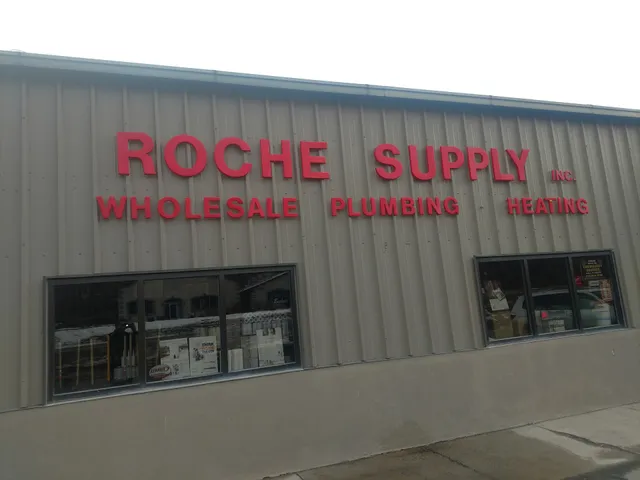 ROCHE SUPPLY INC.
WHOLESALE PLUMBING HEATING